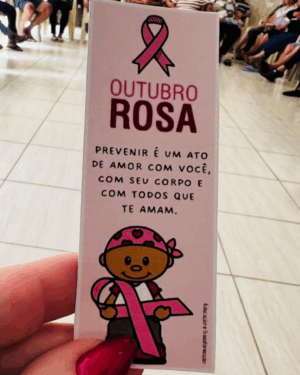 OUTUBRO
ROSA
PREVENIR É UM ATO
DE AMOR COM VOCÊ,
COM SEU CORPO E
COM TODOS QUE
TE AMAM.